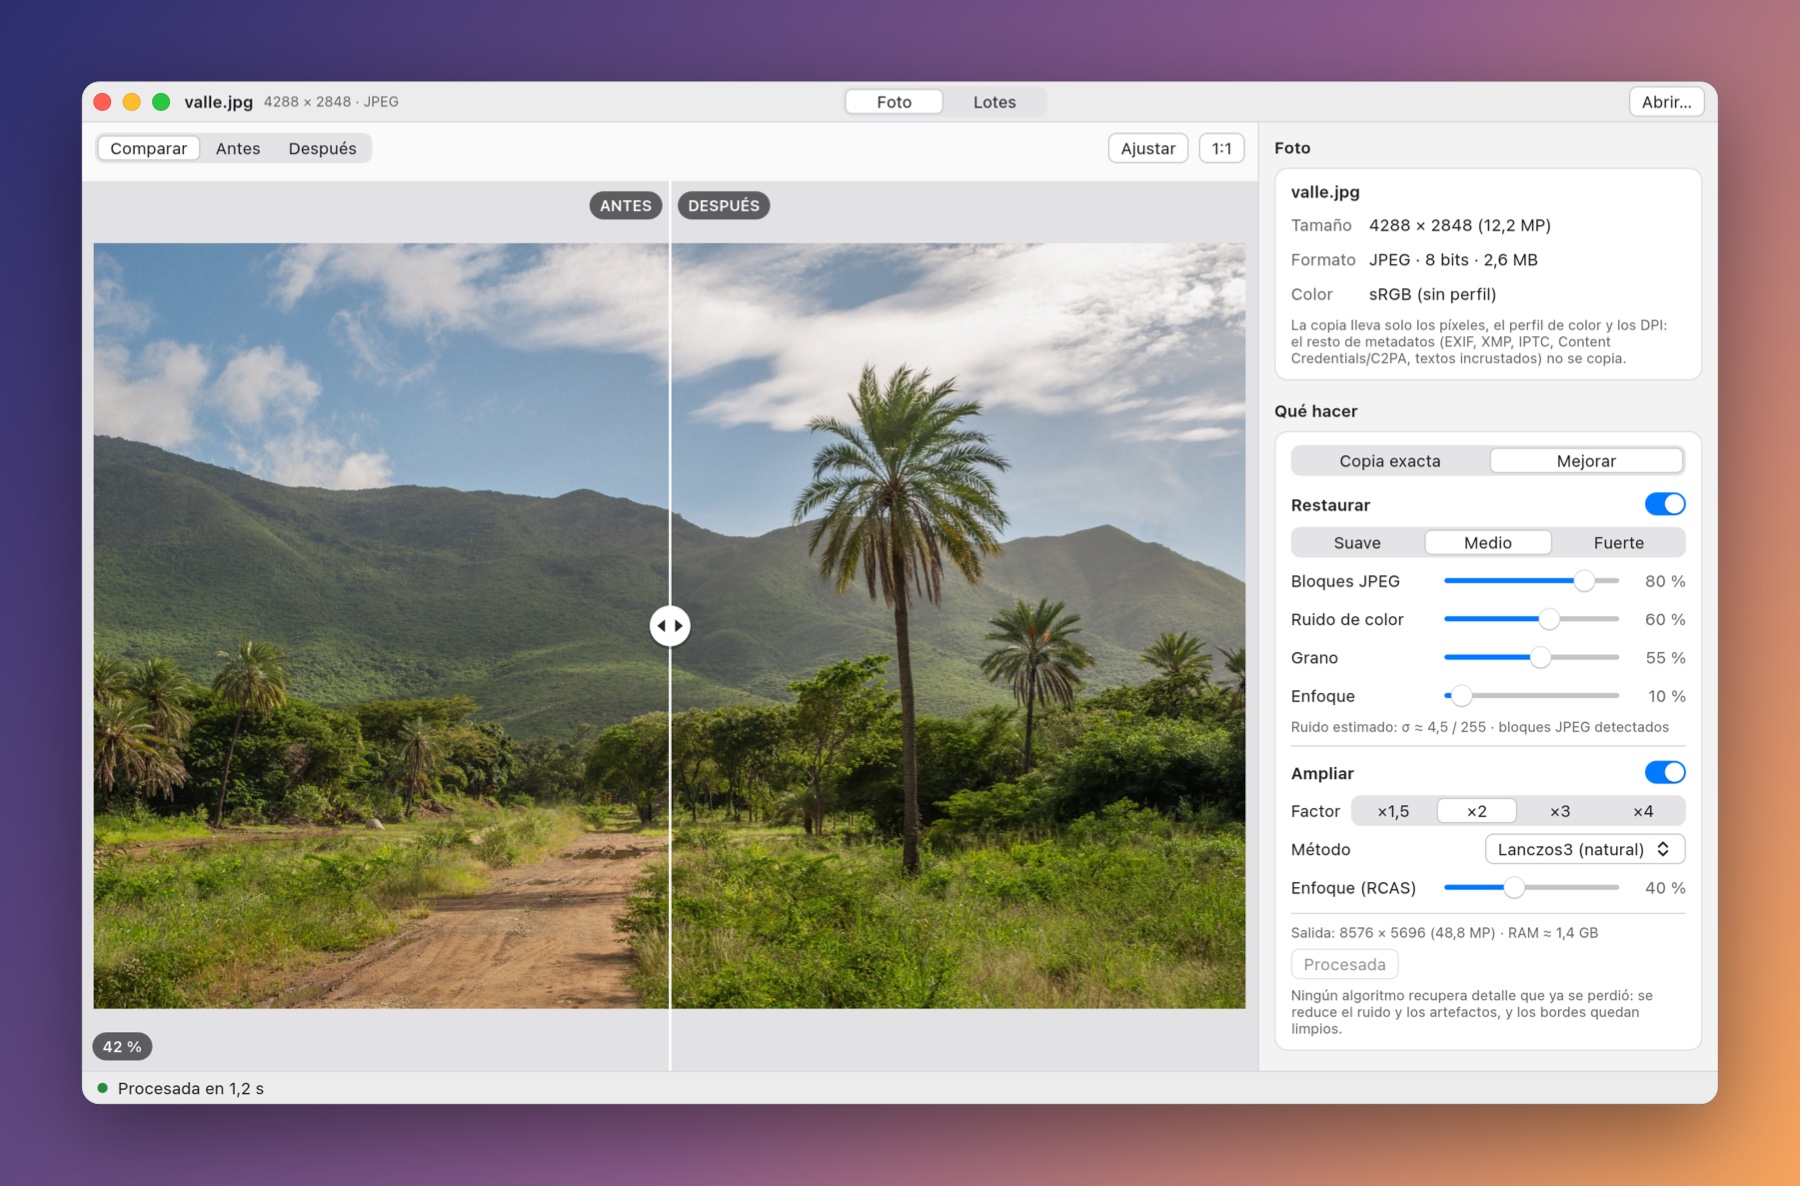 valle.jpg 4288 × 2848 · JPEG
Foto Lotes
Abrir...
Comparar Antes Después
Ajustar 1:1
ANTES DESPUÉS
42 %
Procesada en 1,2 s
Foto
valle.jpg
Tamaño 4288 × 2848 (12,2 MP)
Formato JPEG · 8 bits · 2,6 MB
Color sRGB (sin perfil)
La copia lleva solo los píxeles, el perfil de color y los DPI:
el resto de metadatos (EXIF, XMP, IPTC, Content
Credentials/C2PA, textos incrustados) no se copia.
Qué hacer
Copia exacta Mejorar
Restaurar
Suave Medio Fuerte
Bloques JPEG 80 %
Ruido de color 60 %
Grano 55 %
Enfoque 10 %
Ruido estimado: σ ≈ 4,5 / 255 · bloques JPEG detectados
Ampliar
Factor ×1,5 ×2 ×3 ×4
Método Lanczos3 (natural)
Enfoque (RCAS) 40 %
Salida: 8576 × 5696 (48,8 MP) · RAM ≈ 1,4 GB
Procesada
Ningún algoritmo recupera detalle que ya se perdió: se
reduce el ruido y los artefactos, y los bordes quedan
limpios.